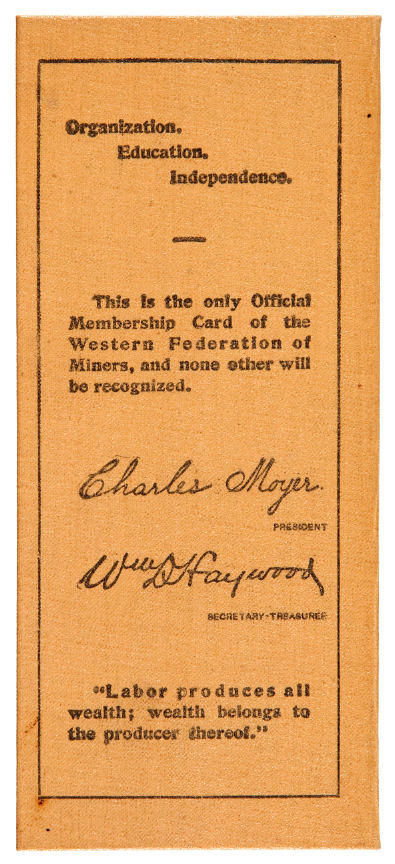 Organization.
Education.
Independence.
This is the only Official
Membership Card of the
Western Federation of
Miners, and none other will
be recognized.
Charles Moyer.
PRESIDENT
Wm D Haywood
SECRETARY-TREASURER
"Labor produces all
wealth; wealth belongs to
the producer thereof."